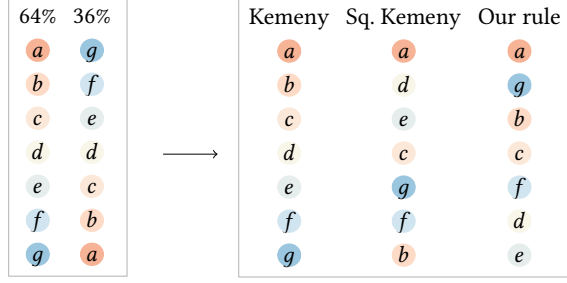 64% 36% Kemeny Sq. Kemeny Our rule
a g a a a
b f b d g
c e c e b
d d d c c
e c e g f
f b f f d
g a g b e